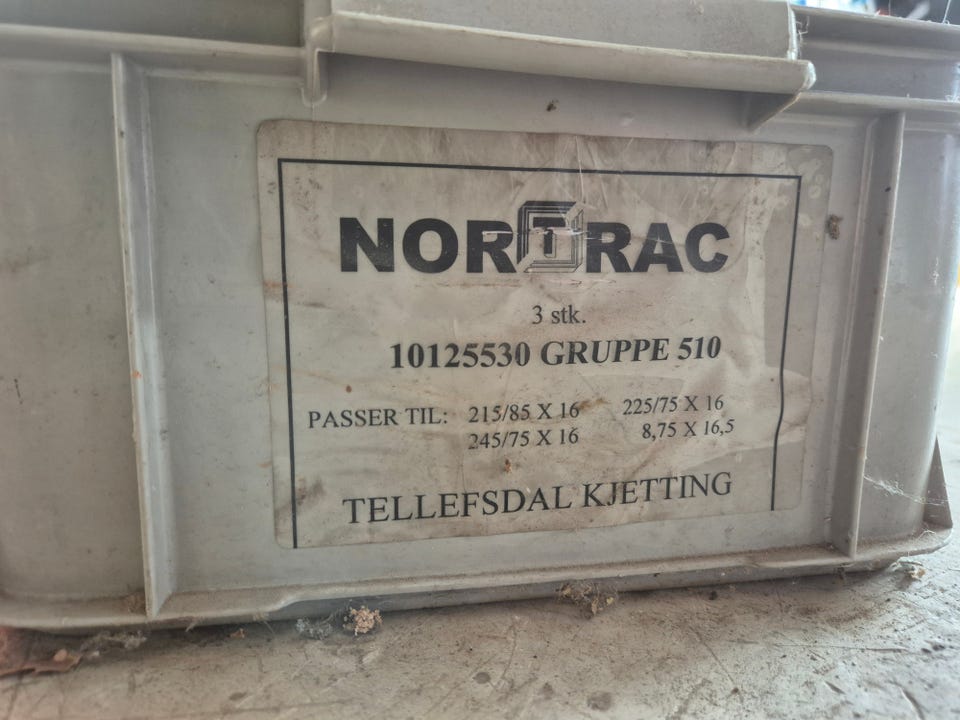 NORTRAC
3 stk.
10125530 GRUPPE 510
PASSER TIL: 215/85 X 16 225/75 X 16
245/75 X 16 8,75 X 16,5
TELLEFSDAL KJETTING